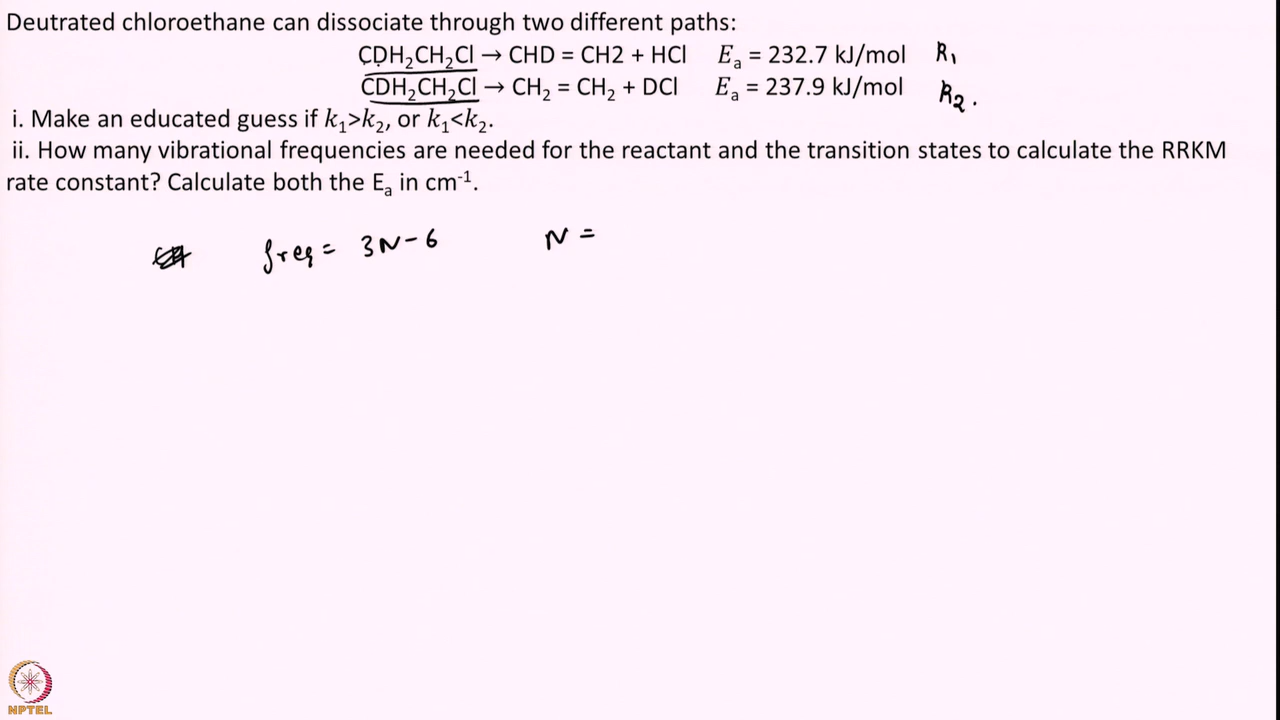 Deutrated chloroethane can dissociate through two different paths:
CDH₂CH₂Cl → CHD = CH2 + HCl Eₐ = 232.7 kJ/mol R₁
CDH₂CH₂Cl → CH₂ = CH₂ + DCl Eₐ = 237.9 kJ/mol R₂.
i. Make an educated guess if k₁>k₂, or k₁<k₂.
ii. How many vibrational frequencies are needed for the reactant and the transition states to calculate the RRKM
rate constant? Calculate both the Eₐ in cm⁻¹.
freq = 3N-6 N =
NPTEL